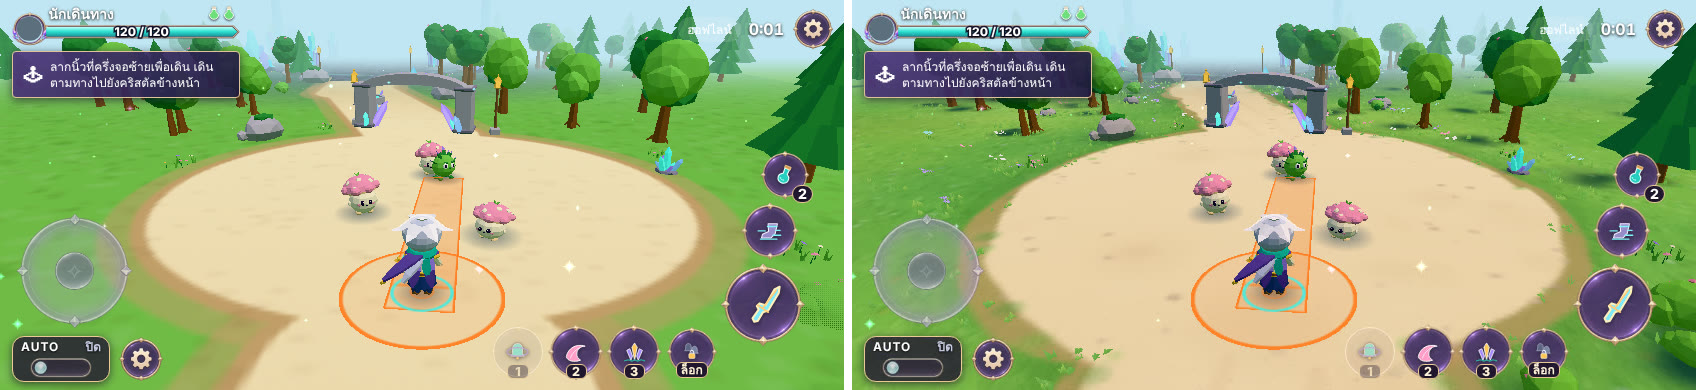 นักเดินทาง
120 / 120
ออฟไลน์ 0:01
ลากนิ้วที่ครึ่งจอซ้ายเพื่อเดิน เดิน
ตามทางไปยังคริสตัลข้างหน้า
2
AUTO ปิด
1 2 3 ล็อก
นักเดินทาง
120 / 120
ออฟไลน์ 0:01
ลากนิ้วที่ครึ่งจอซ้ายเพื่อเดิน เดิน
ตามทางไปยังคริสตัลข้างหน้า
2
AUTO ปิด
1 2 3 ล็อก